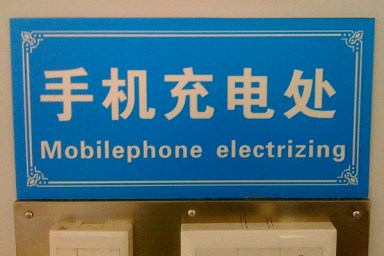 手机充电处
Mobilephone electrizing